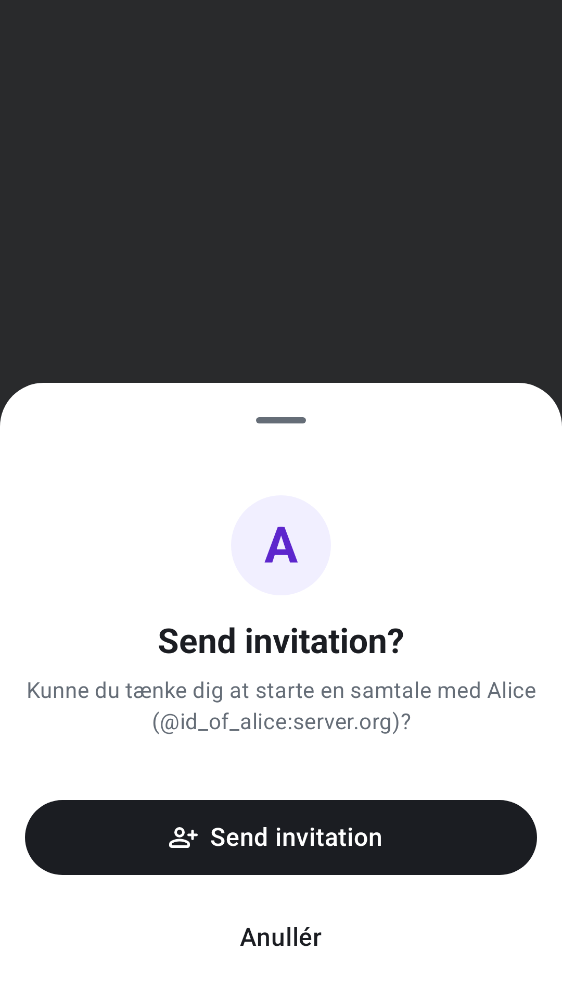 A
Send invitation?
Kunne du tænke dig at starte en samtale med Alice
(@id_of_alice:server.org)?
Send invitation
Anullér